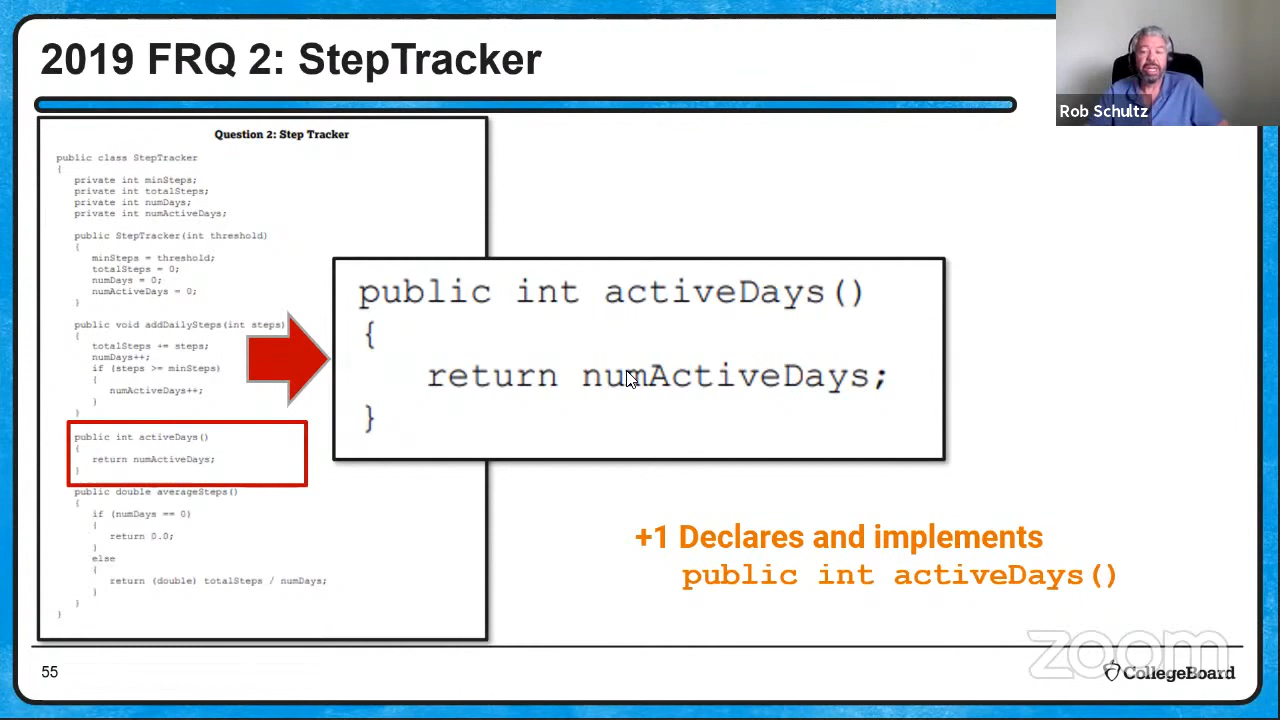 2019 FRQ 2: StepTracker
Rob Schultz
Question 2: Step Tracker
public class StepTracker
{
private int minSteps;
private int totalSteps;
private int numDays;
private int numActiveDays;
public StepTracker(int threshold)
{
minSteps = threshold;
totalSteps = 0;
numDays = 0;
numActiveDays = 0;
}
public void addDailySteps(int steps)
{
totalSteps += steps;
numDays++;
if (steps >= minSteps)
{
numActiveDays++;
}
}
public int activeDays()
{
return numActiveDays;
}
public double averageSteps()
{
if (numDays == 0)
{
return 0.0;
}
else
{
return (double) totalSteps / numDays;
}
}
}
public int activeDays()
{
return numActiveDays;
}
+1 Declares and implements
public int activeDays()
55
zoom
CollegeBoard